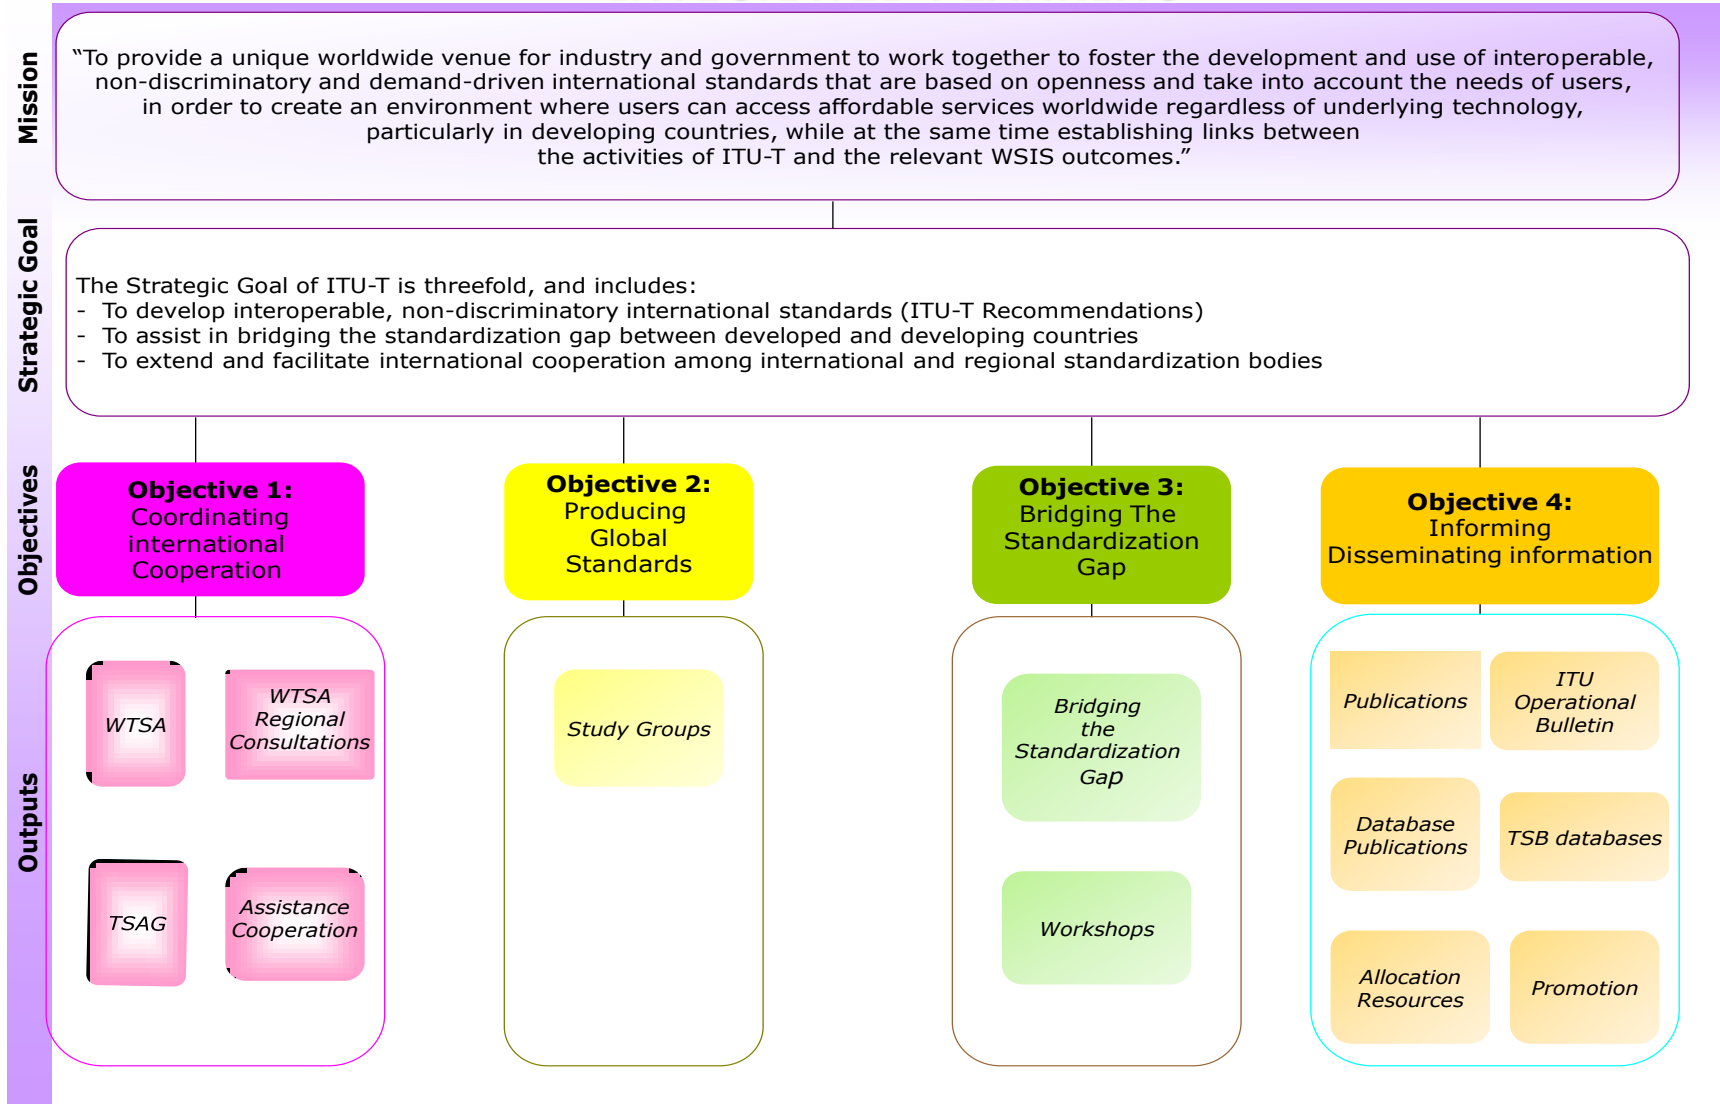 Mission
“To provide a unique worldwide venue for industry and government to work together to foster the development and use of interoperable,
non-discriminatory and demand-driven international standards that are based on openness and take into account the needs of users,
in order to create an environment where users can access affordable services worldwide regardless of underlying technology,
particularly in developing countries, while at the same time establishing links between
the activities of ITU-T and the relevant WSIS outcomes.”
Strategic Goal
The Strategic Goal of ITU-T is threefold, and includes:
- To develop interoperable, non-discriminatory international standards (ITU-T Recommendations)
- To assist in bridging the standardization gap between developed and developing countries
- To extend and facilitate international cooperation among international and regional standardization bodies
Objectives
Objective 1:
Coordinating
international
Cooperation
Objective 2:
Producing
Global
Standards
Objective 3:
Bridging The
Standardization
Gap
Objective 4:
Informing
Disseminating information
Outputs
WTSA
WTSA
Regional
Consultations
TSAG
Assistance
Cooperation
Study Groups
Bridging
the
Standardization
Gap
Workshops
Publications
ITU
Operational
Bulletin
Database
Publications
TSB databases
Allocation
Resources
Promotion